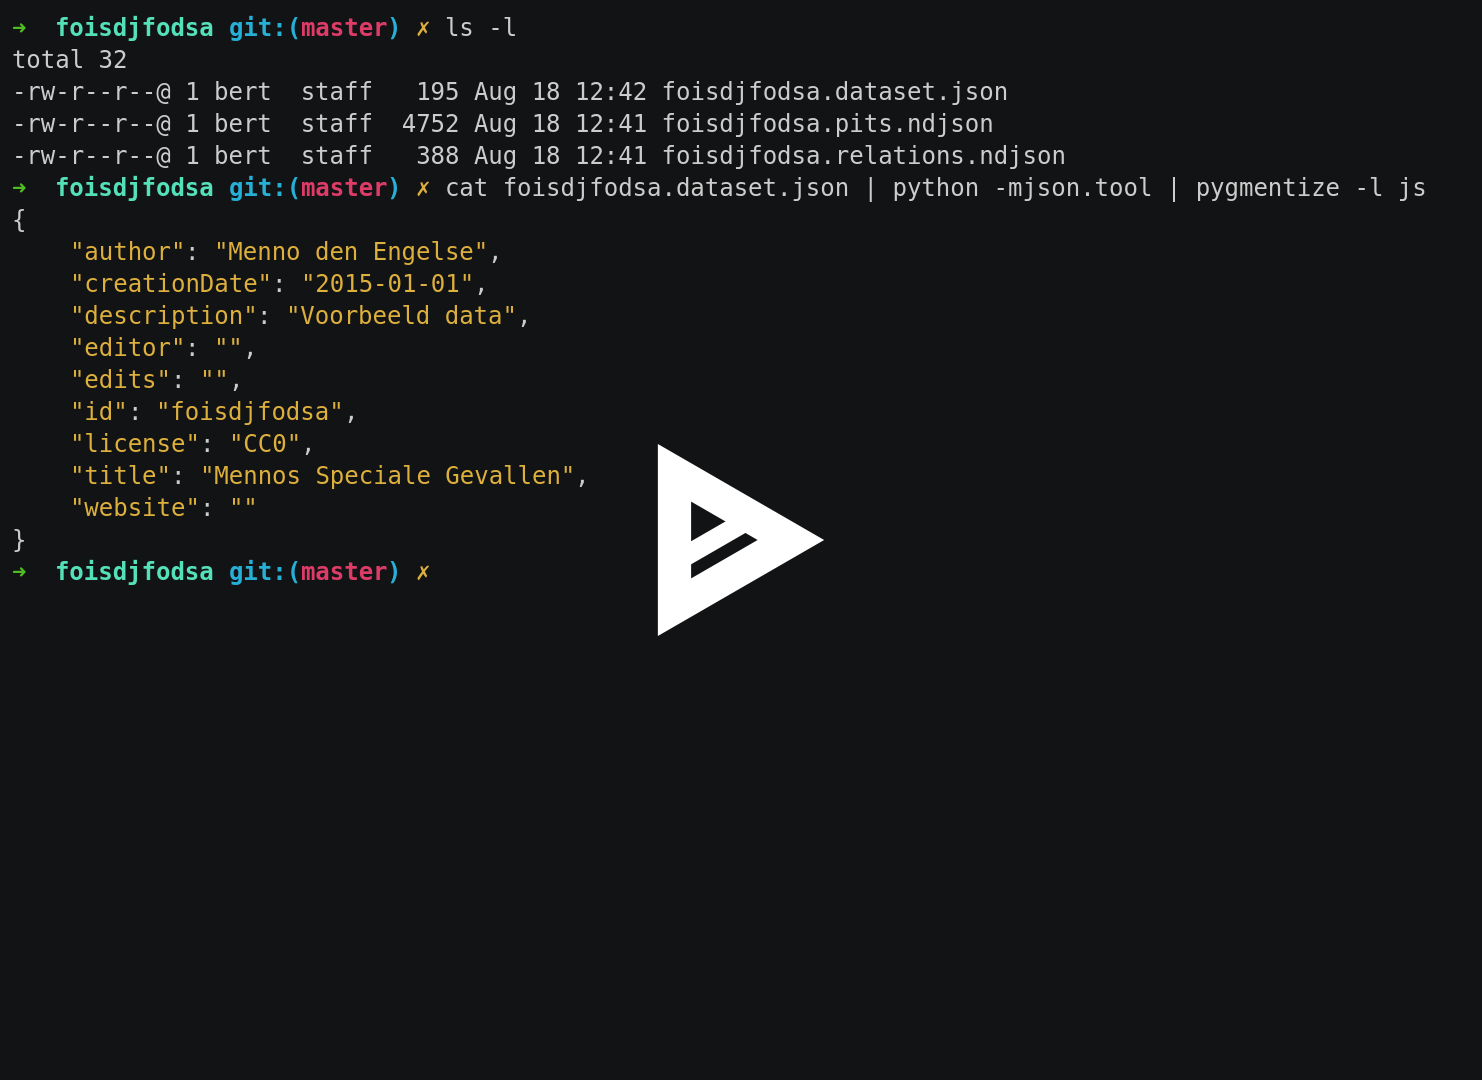 ➜  foisdjfodsa git:(master) ✗ ls -l
total 32
-rw-r--r--@ 1 bert  staff   195 Aug 18 12:42 foisdjfodsa.dataset.json
-rw-r--r--@ 1 bert  staff  4752 Aug 18 12:41 foisdjfodsa.pits.ndjson
-rw-r--r--@ 1 bert  staff   388 Aug 18 12:41 foisdjfodsa.relations.ndjson
➜  foisdjfodsa git:(master) ✗ cat foisdjfodsa.dataset.json | python -mjson.tool | pygmentize -l js
{
    "author": "Menno den Engelse",
    "creationDate": "2015-01-01",
    "description": "Voorbeeld data",
    "editor": "",
    "edits": "",
    "id": "foisdjfodsa",
    "license": "CC0",
    "title": "Mennos Speciale Gevallen",
    "website": ""
}
➜  foisdjfodsa git:(master) ✗